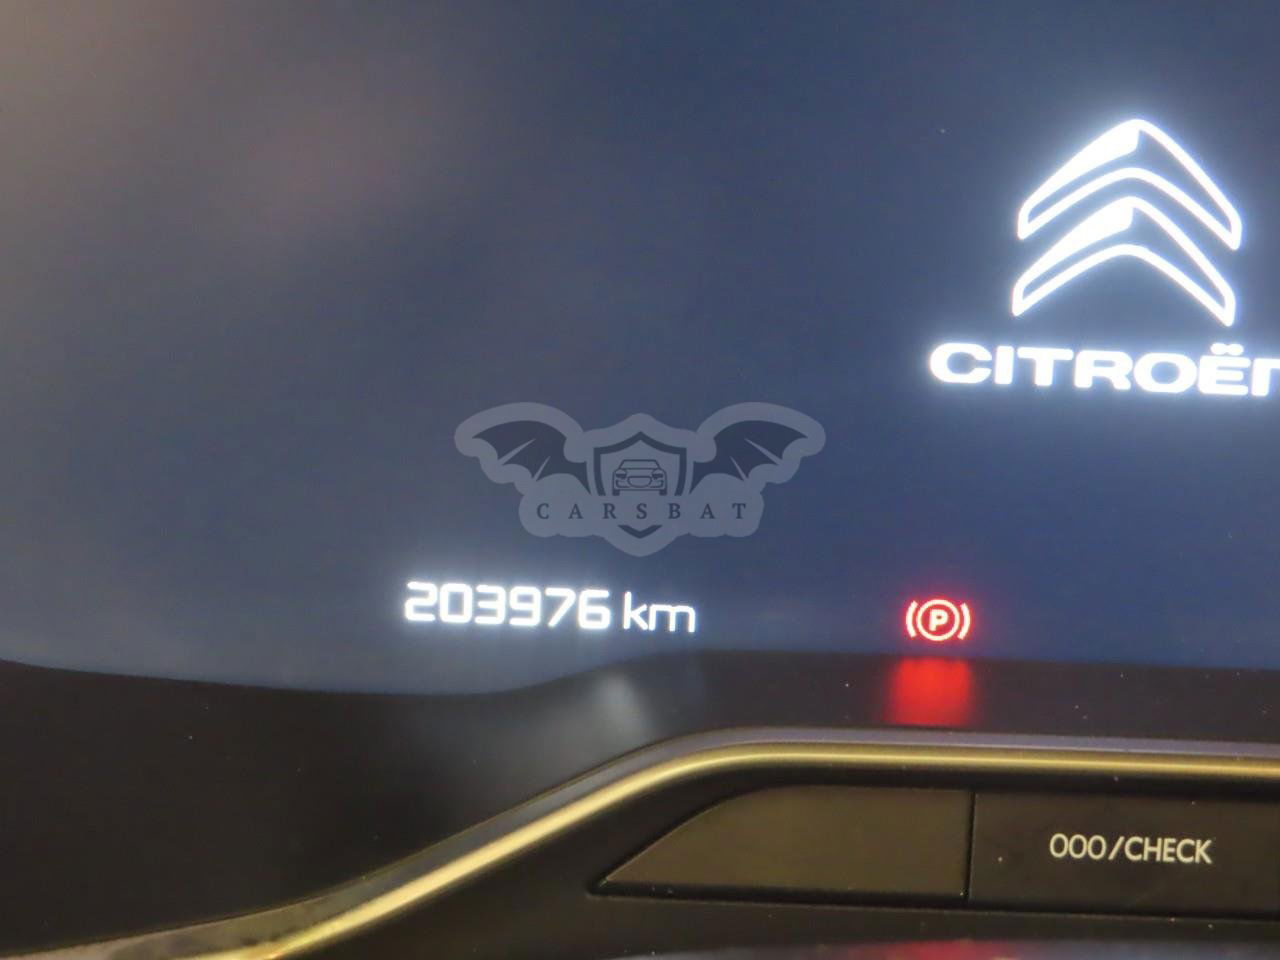 CITROËN
CARSBAT
203976 km
P
000/CHECK